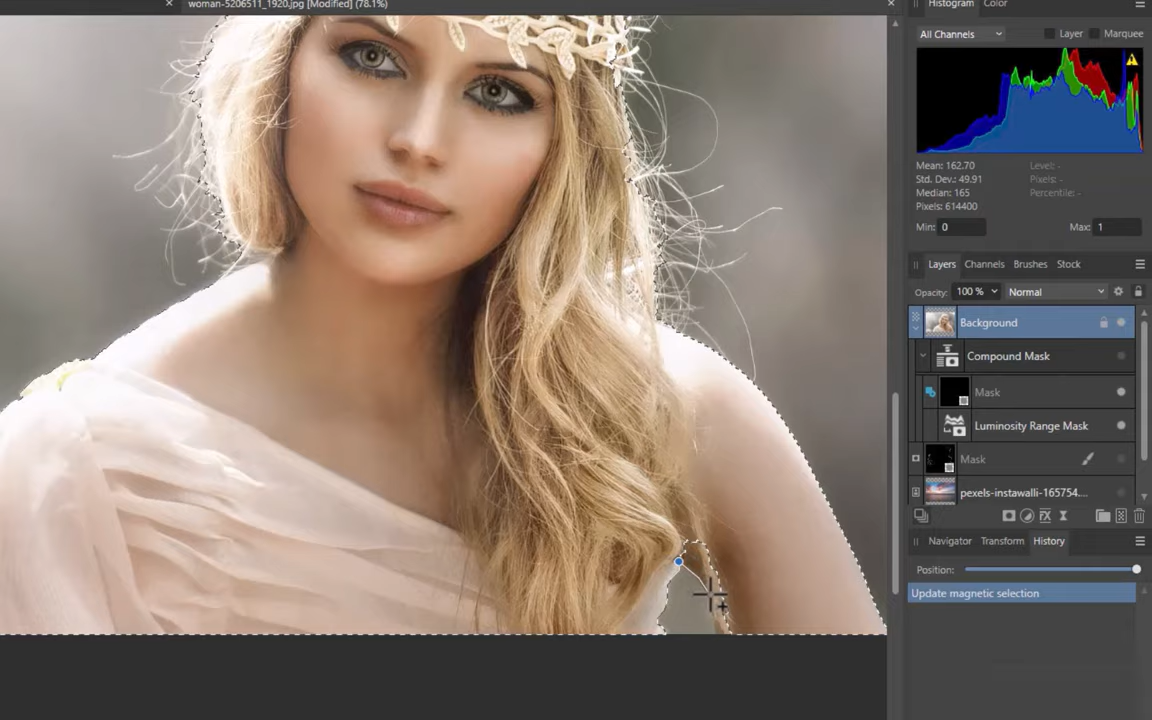 woman-5206511_1920.jpg [Modified] (78.1%)
Histogram Color
All Channels Layer Marquee
Mean: 162.70 Level: -
Std. Dev.: 49.91 Pixels: -
Median: 165 Percentile: -
Pixels: 614400
Min: 0 Max: 1
Layers Channels Brushes Stock
Opacity: 100 % Normal
Background
Compound Mask
Mask
Luminosity Range Mask
Mask
pexels-instawalli-165754...
Navigator Transform History
Position:
Update magnetic selection